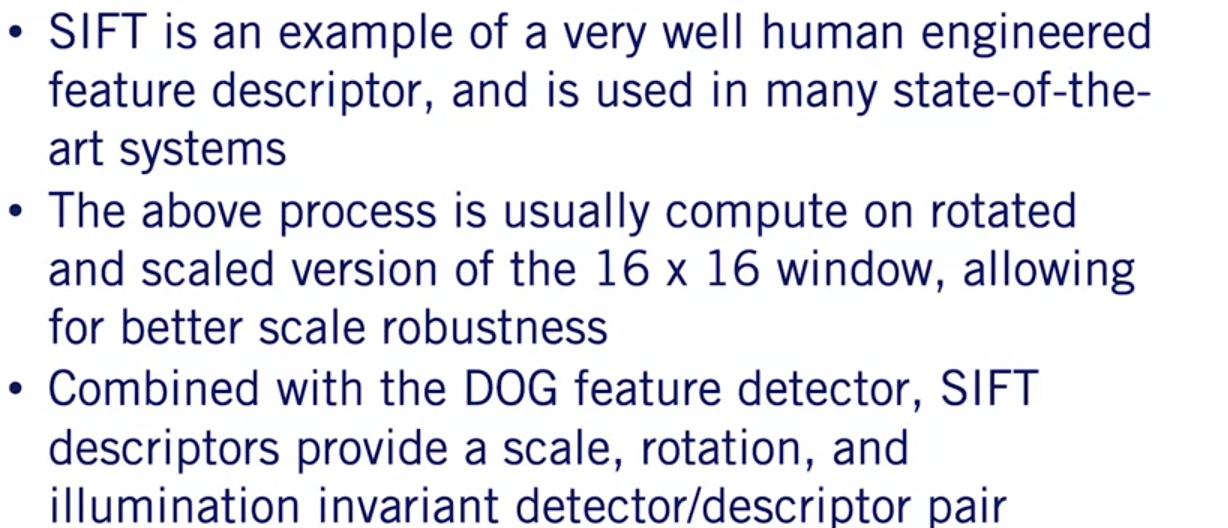 • SIFT is an example of a very well human engineered
feature descriptor, and is used in many state-of-the-
art systems
• The above process is usually compute on rotated
and scaled version of the 16 x 16 window, allowing
for better scale robustness
• Combined with the DOG feature detector, SIFT
descriptors provide a scale, rotation, and
illumination invariant detector/descriptor pair